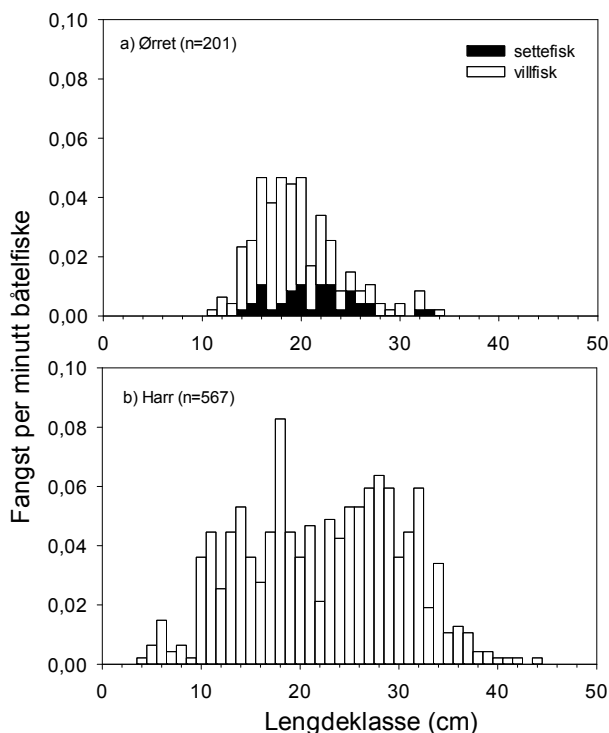 Fangst per minutt båtelfiske
0,10
0,08
0,06
0,04
0,02
0,00
a) Ørret (n=201)
settefisk
villfisk
0 10 20 30 40 50
0,10
0,08
0,06
0,04
0,02
0,00
b) Harr (n=567)
0 10 20 30 40 50
Lengdeklasse (cm)